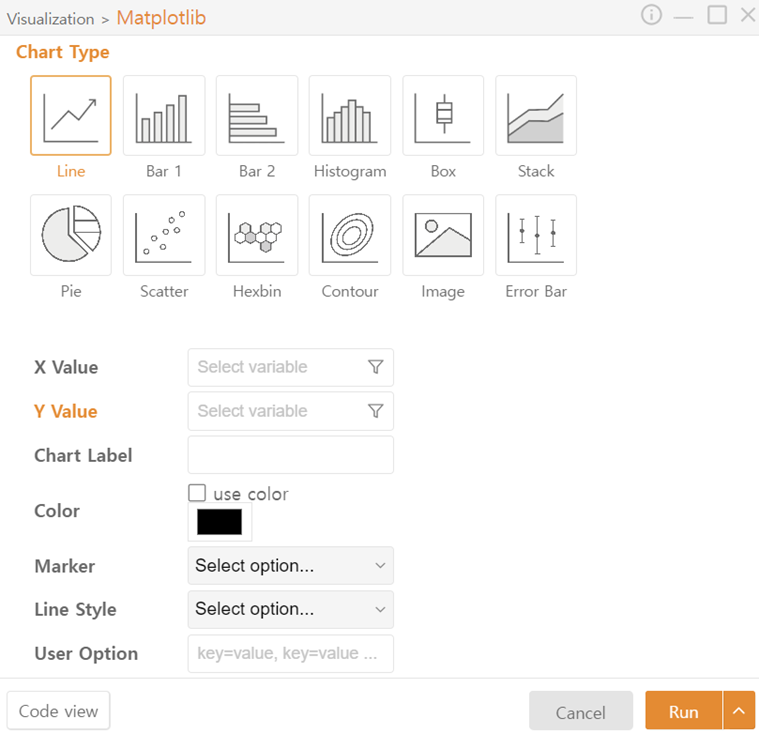 Visualization > Matplotlib
Chart Type
Line Bar 1 Bar 2 Histogram Box Stack
Pie Scatter Hexbin Contour Image Error Bar
X Value Select variable
Y Value Select variable
Chart Label
Color use color
Marker Select option...
Line Style Select option...
User Option key=value, key=value ...
Code view Cancel Run